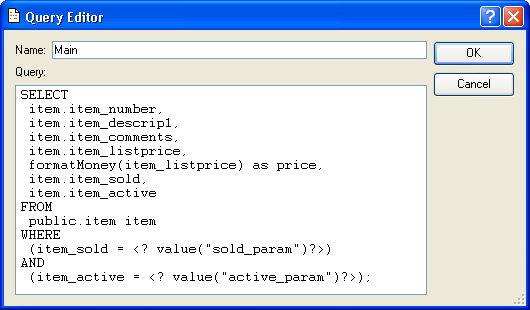 Query Editor
Name: Main
OK
Query:
Cancel
SELECT
item.item_number,
item.item_descrip1,
item.item_comments,
item.item_listprice,
formatMoney(item_listprice) as price,
item.item_sold,
item.item_active
FROM
public.item item
WHERE
(item_sold = <? value("sold_param")?>)
AND
(item_active = <? value("active_param")?>);